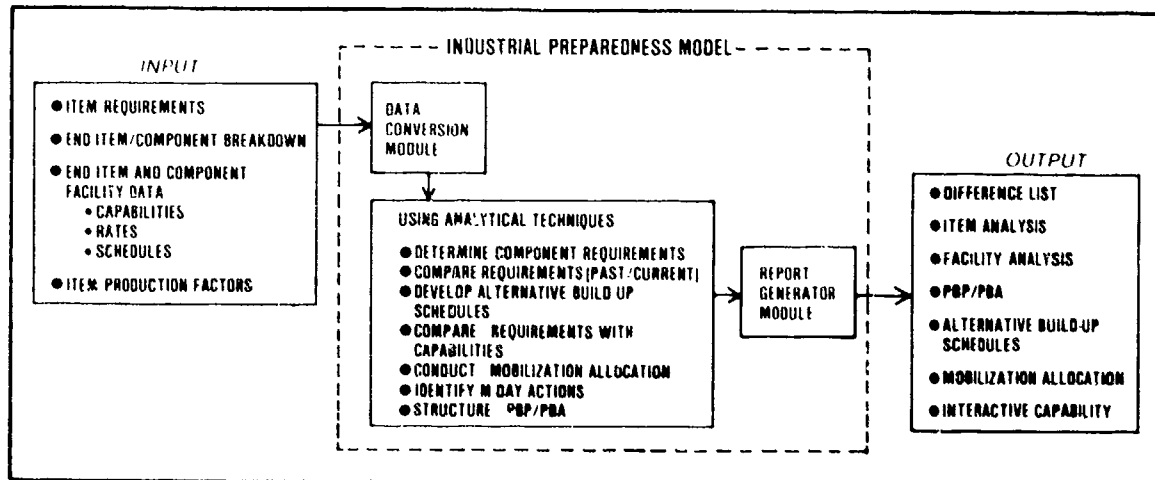 INDUSTRIAL PREPAREDNESS MODEL
INPUT
● ITEM REQUIREMENTS
● END ITEM/COMPONENT BREAKDOWN
● END ITEM AND COMPONENT
FACILITY DATA
• CAPABILITIES
• RATES
• SCHEDULES
● ITEM PRODUCTION FACTORS
DATA
CONVERSION
MODULE
USING ANALYTICAL TECHNIQUES
● DETERMINE COMPONENT REQUIREMENTS
● COMPARE REQUIREMENTS (PAST/CURRENT)
● DEVELOP ALTERNATIVE BUILD UP
SCHEDULES
● COMPARE REQUIREMENTS WITH
CAPABILITIES
● CONDUCT MOBILIZATION ALLOCATION
● IDENTIFY M DAY ACTIONS
● STRUCTURE PBP/PBA
REPORT
GENERATOR
MODULE
OUTPUT
● DIFFERENCE LIST
● ITEM ANALYSIS
● FACILITY ANALYSIS
● PBP/PBA
● ALTERNATIVE BUILD-UP
SCHEDULES
● MOBILIZATION ALLOCATION
● INTERACTIVE CAPABILITY